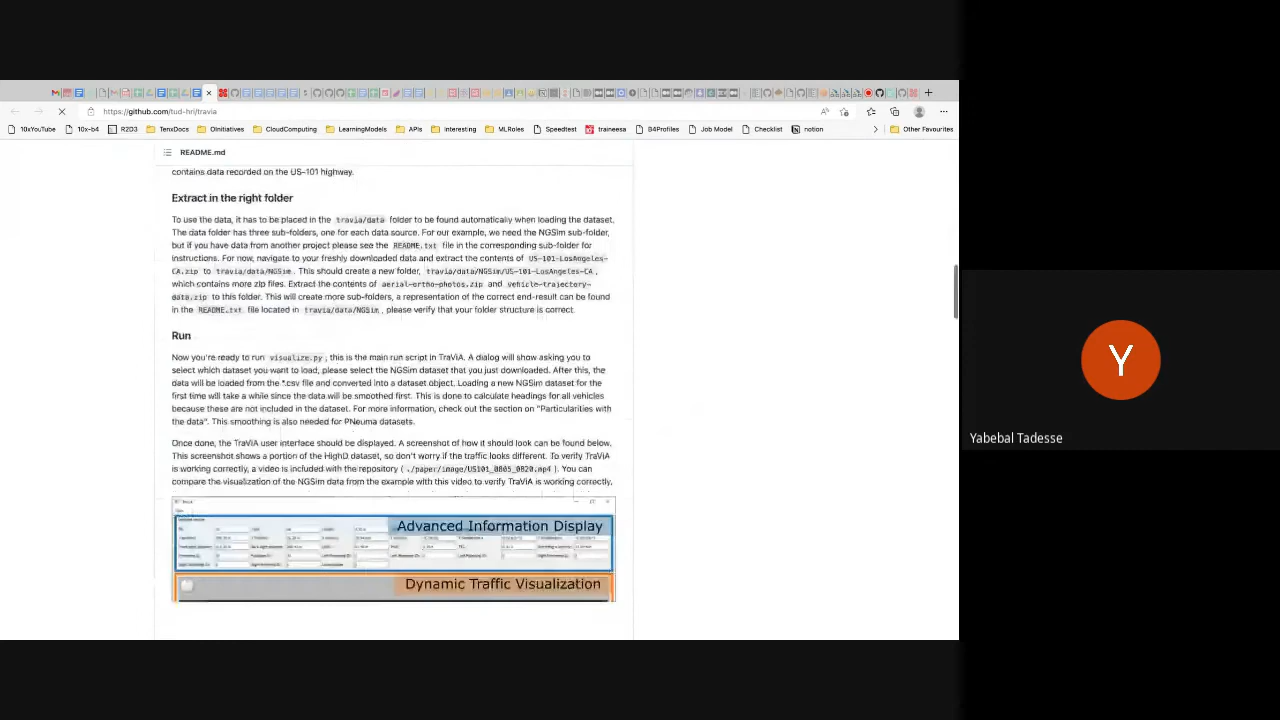 https://github.com/tud-hri/travia
10xYouTube
10x-b4
R2D3
TenxDocs
OInitiatives
CloudComputing
LearningModels
APIs
Interesting
MLRoles
Speedtest
traineesa
B4Profiles
Job Model
Checklist
notion
Other Favourites
README.md
contains data recorded on the US-101 highway.
Extract in the right folder
To use the data, it has to be placed in the travia/data folder to be found automatically when loading the dataset.
The data folder has three sub-folders, one for each data source. For our example, we need the NGSim sub-folder,
but if you have data from another project please see the README.txt file in the corresponding sub-folder for
instructions. For now, navigate to your freshly downloaded data and extract the contents of US-101-LosAngeles-
CA.zip to travia/data/NGSim. This should create a new folder, travia/data/NGSim/US-101-LosAngeles-CA,
which contains more zip files. Extract the contents of aerial-ortho-photos.zip and vehicle-trajectory-
data.zip to this folder. This will create more sub-folders, a representation of the correct end-result can be found
in the README.txt file located in travia/data/NGSim, please verify that your folder structure is correct.
Run
Now you're ready to run visualize.py, this is the main run script in TraViA. A dialog will show asking you to
select which dataset you want to load, please select the NGSim dataset that you just downloaded. After this, the
data will be loaded from the *.csv file and converted into a dataset object. Loading a new NGSim dataset for the
first time will take a while since the data will be smoothed first. This is done to calculate headings for all vehicles
because these are not included in the dataset. For more information, check out the section on "Particularities with
the data". This smoothing is also needed for PNeuma datasets.
Once done, the TraViA user interface should be displayed. A screenshot of how it should look can be found below.
This screenshot shows a portion of the HighD dataset, so don't worry if the traffic looks different. To verify TraViA
is working correctly, a video is included with the repository (./paper/image/US101_0805_0820.mp4). You can
compare the visualization of the NGSim data from the example with this video to verify TraViA is working correctly,
Advanced Information Display
Dynamic Traffic Visualization
Y
Yabebal Tadesse